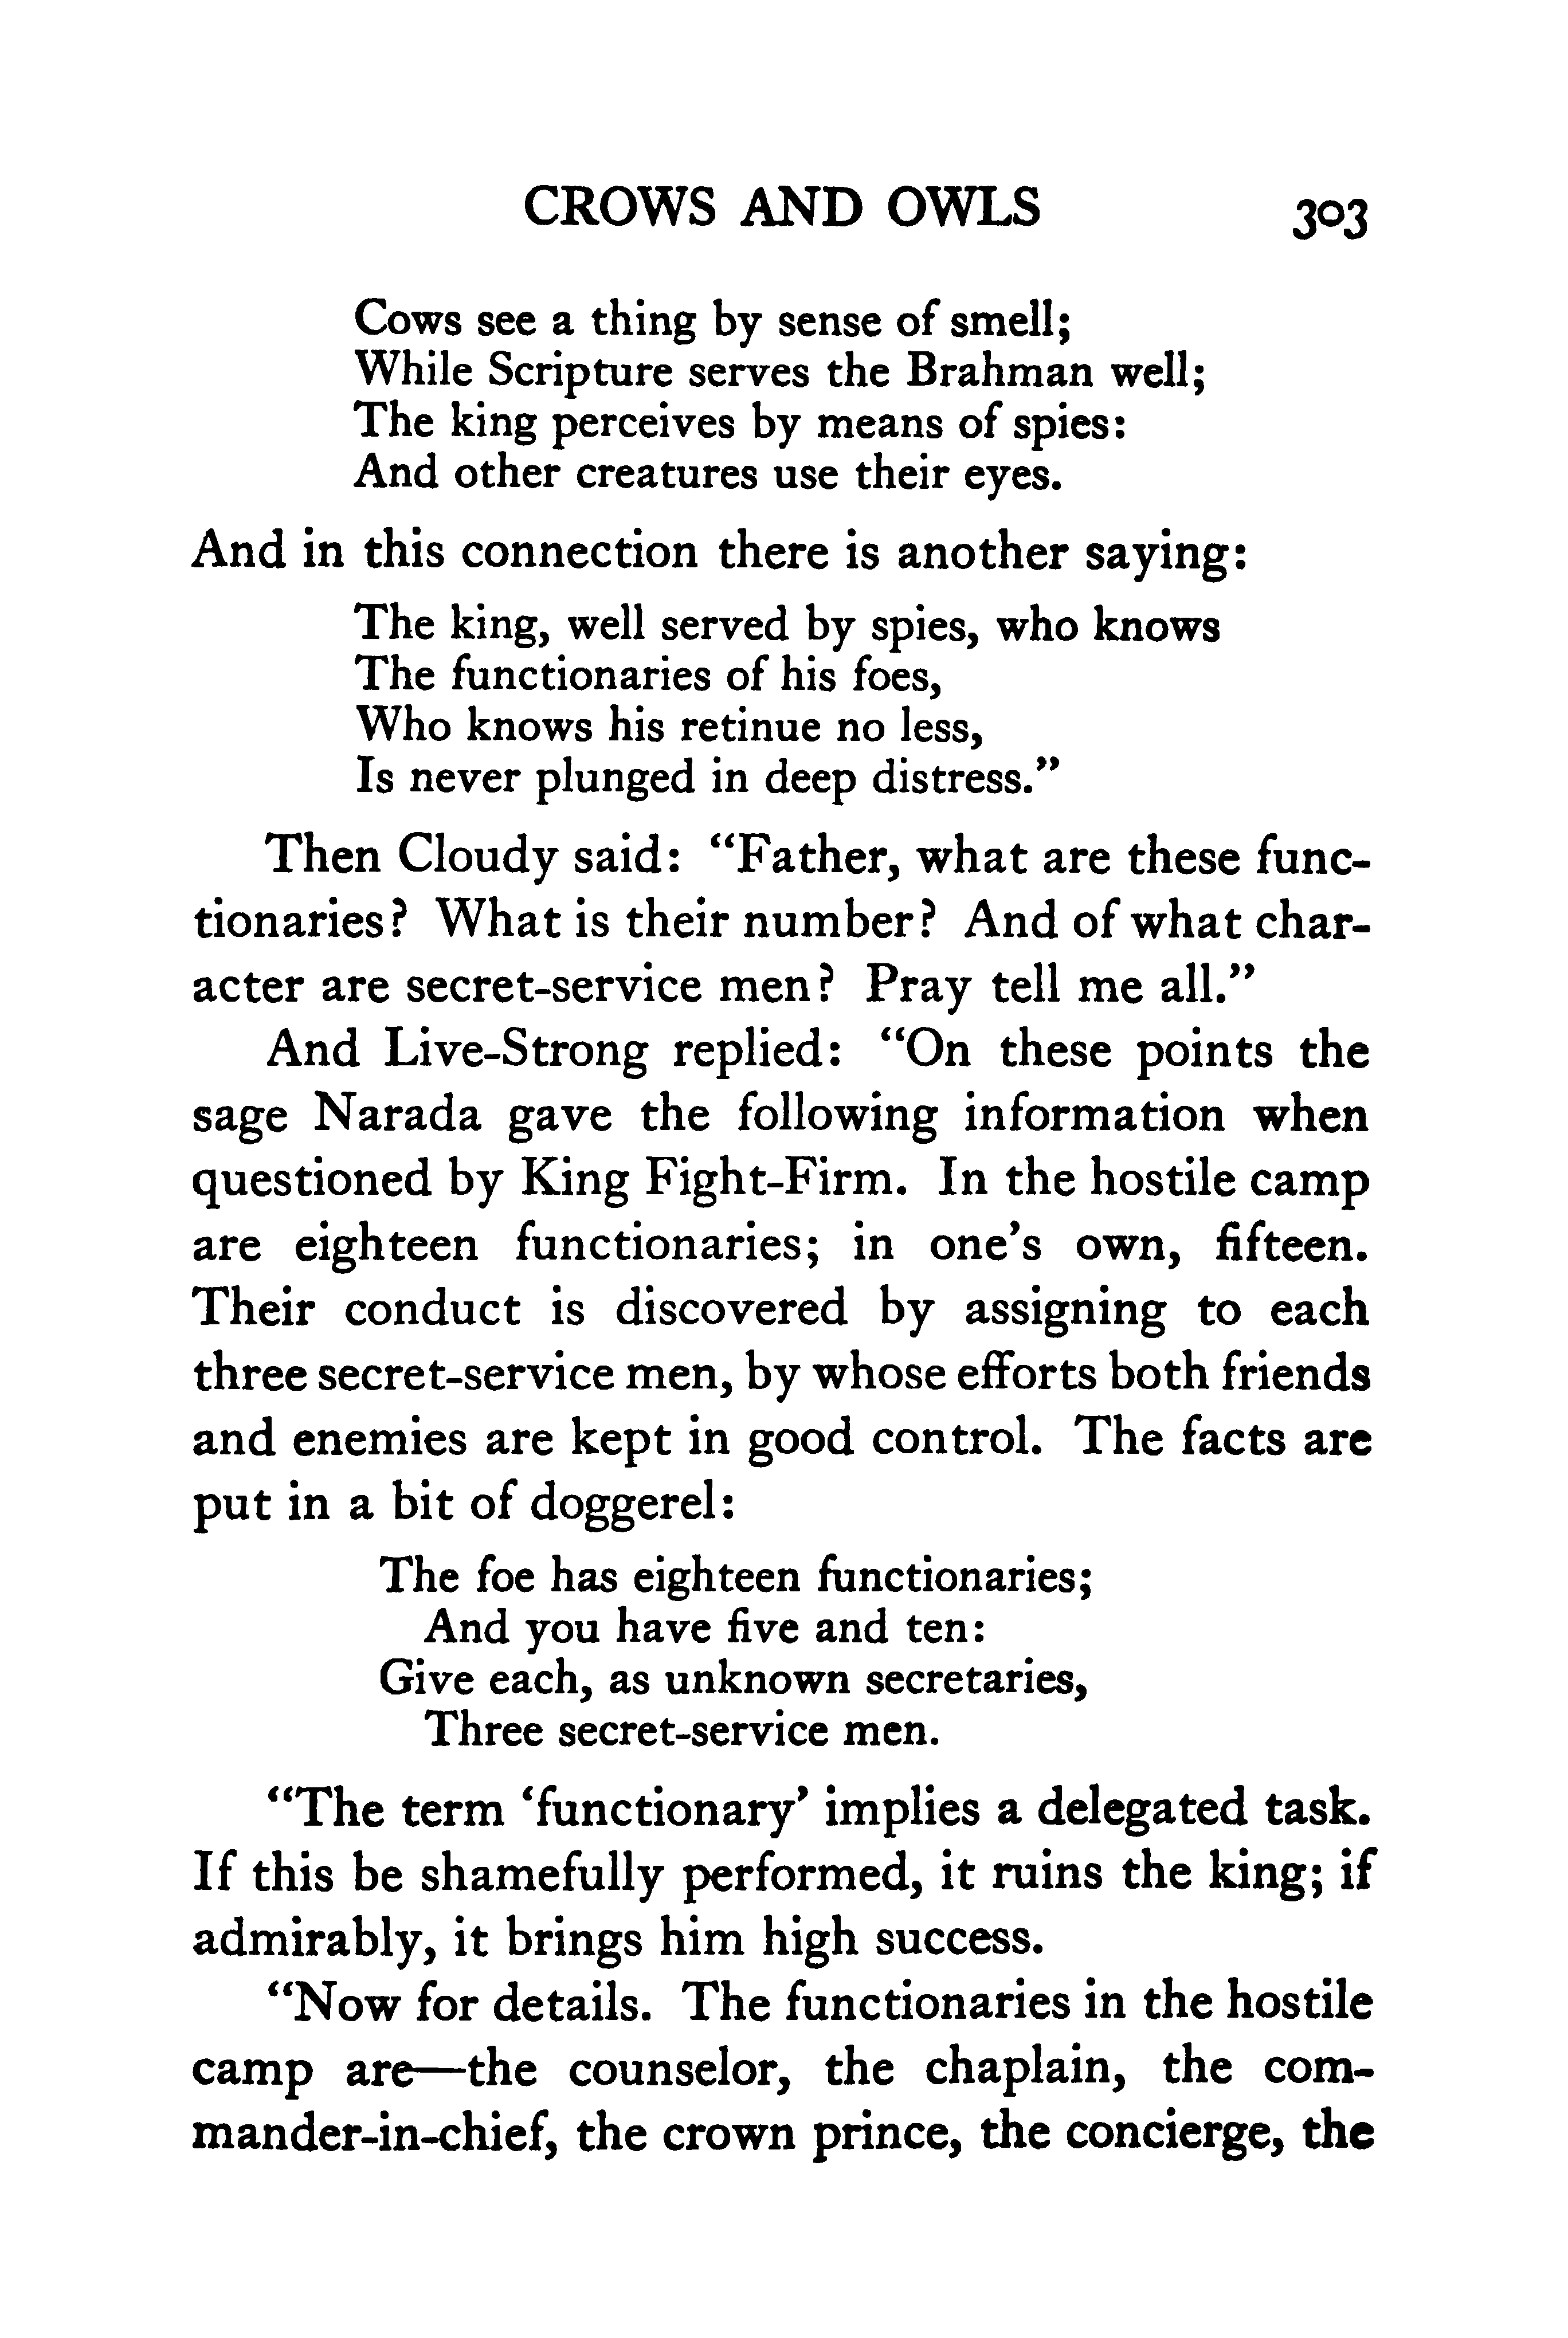 CROWS AND OWLS 303
Cows see a thing by sense of smell;
While Scripture serves the Brahman well;
The king perceives by means of spies:
And other creatures use their eyes.
And in this connection there is another saying:
The king, well served by spies, who knows
The functionaries of his foes,
Who knows his retinue no less,
Is never plunged in deep distress.”
Then Cloudy said: “Father, what are these func-
tionaries? What is their number? And of what char-
acter are secret-service men? Pray tell me all.”
And Live-Strong replied: “On these points the
sage Narada gave the following information when
questioned by King Fight-Firm. In the hostile camp
are eighteen functionaries; in one’s own, fifteen.
Their conduct is discovered by assigning to each
three secret-service men, by whose efforts both friends
and enemies are kept in good control. The facts are
put in a bit of doggerel:
The foe has eighteen functionaries;
And you have five and ten:
Give each, as unknown secretaries,
Three secret-service men.
“The term ‘functionary’ implies a delegated task.
If this be shamefully performed, it ruins the king; if
admirably, it brings him high success.
“Now for details. The functionaries in the hostile
camp are—the counselor, the chaplain, the com-
mander-in-chief, the crown prince, the concierge, the